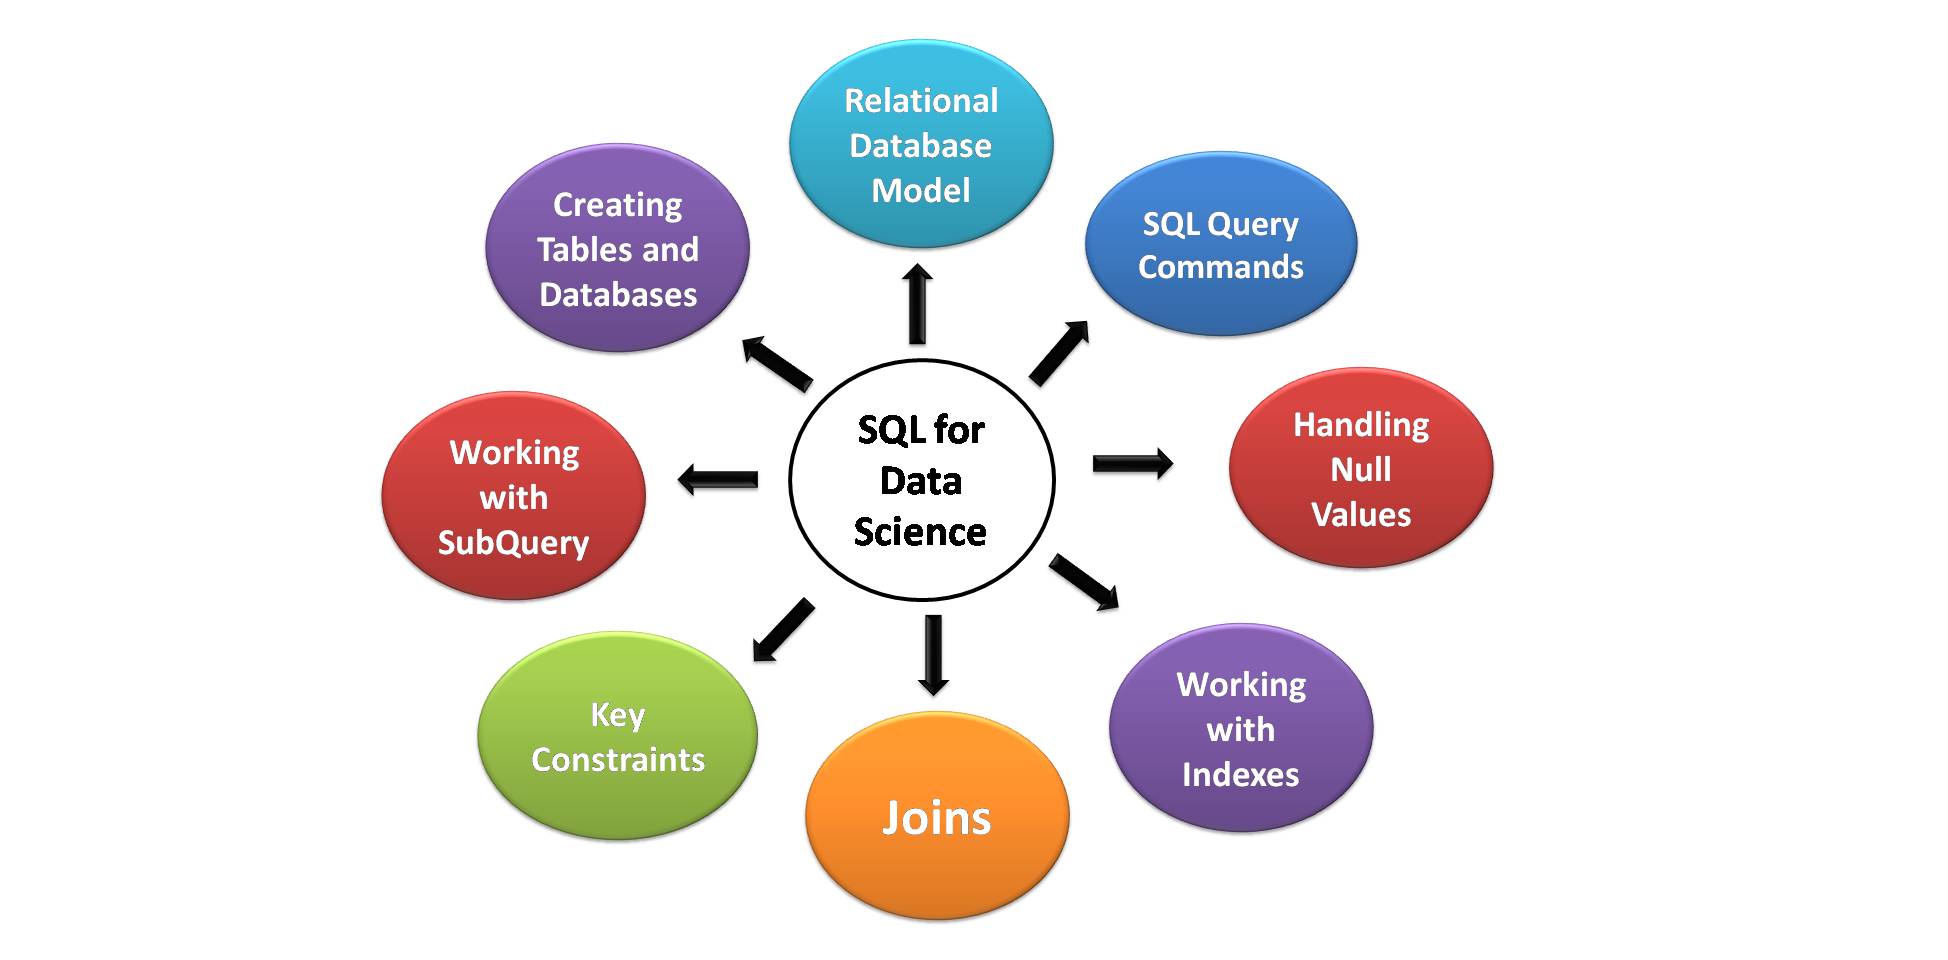 Relational
Database
Model
SQL Query
Commands
Handling
Null
Values
Working
with
Indexes
Joins
Key
Constraints
Working
with
SubQuery
Creating
Tables and
Databases
SQL for
Data
Science